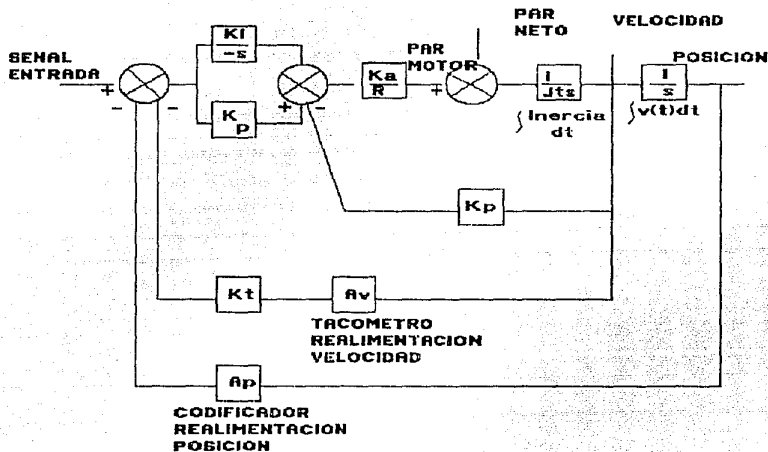 PAR
NETO
VELOCIDAD
SENAL
ENTRADA
KI
-s
PAR
MOTOR
POSICION
+
-
-
K
P
+
-
Ka
R
+
1
Jts
1
s
∫ Inercia
dt
∫ v(t)dt
Kp
Kt
Av
TACOMETRO
REALIMENTACION
VELOCIDAD
Ap
CODIFICADOR
REALIMENTACION
POSICION